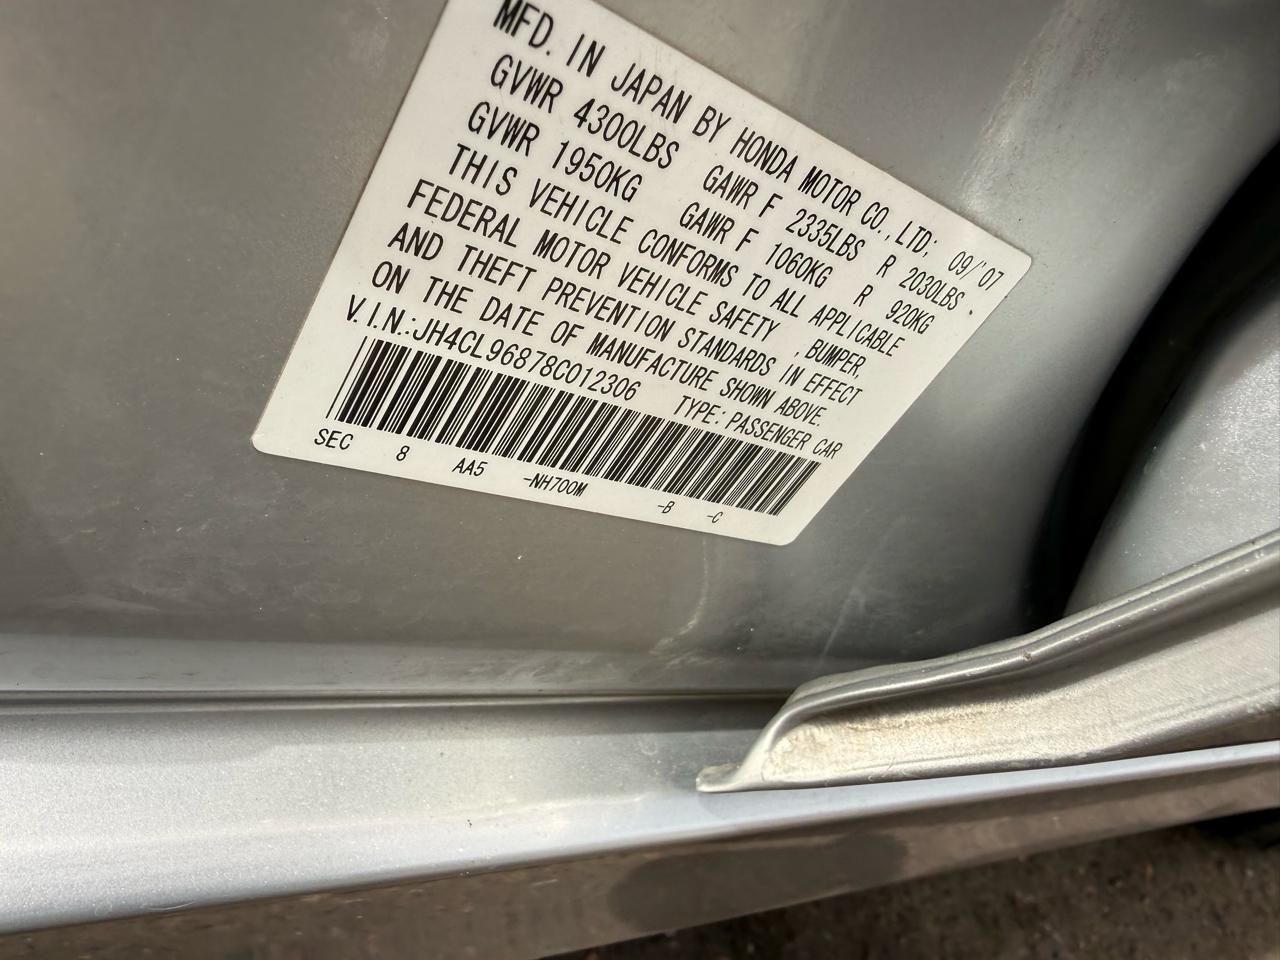 MFD. IN JAPAN BY HONDA MOTOR CO., LTD; 09/'07
GVWR 4300LBS GAWR F 2335LBS R 2030LBS
GVWR 1950KG GAWR F 1060KG R 920KG
THIS VEHICLE CONFORMS TO ALL APPLICABLE
FEDERAL MOTOR VEHICLE SAFETY , BUMPER,
AND THEFT PREVENTION STANDARDS IN EFFECT
ON THE DATE OF MANUFACTURE SHOWN ABOVE.
V.I.N.:JH4CL96878C012306 TYPE: PASSENGER CAR
SEC 8 AA5 -NH700M -B -C